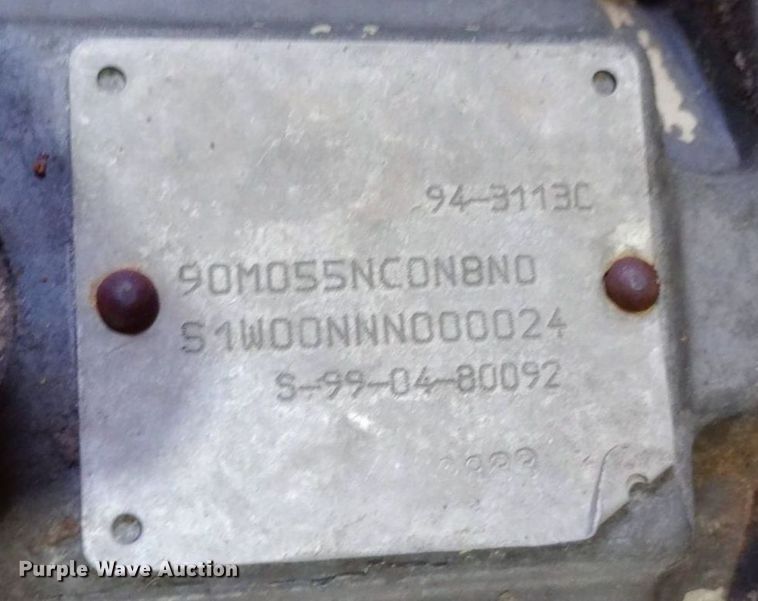 94-3113C
90M055NC0N8N0
S1W00NNN000024
S-99-04-80092
Purple Wave Auction